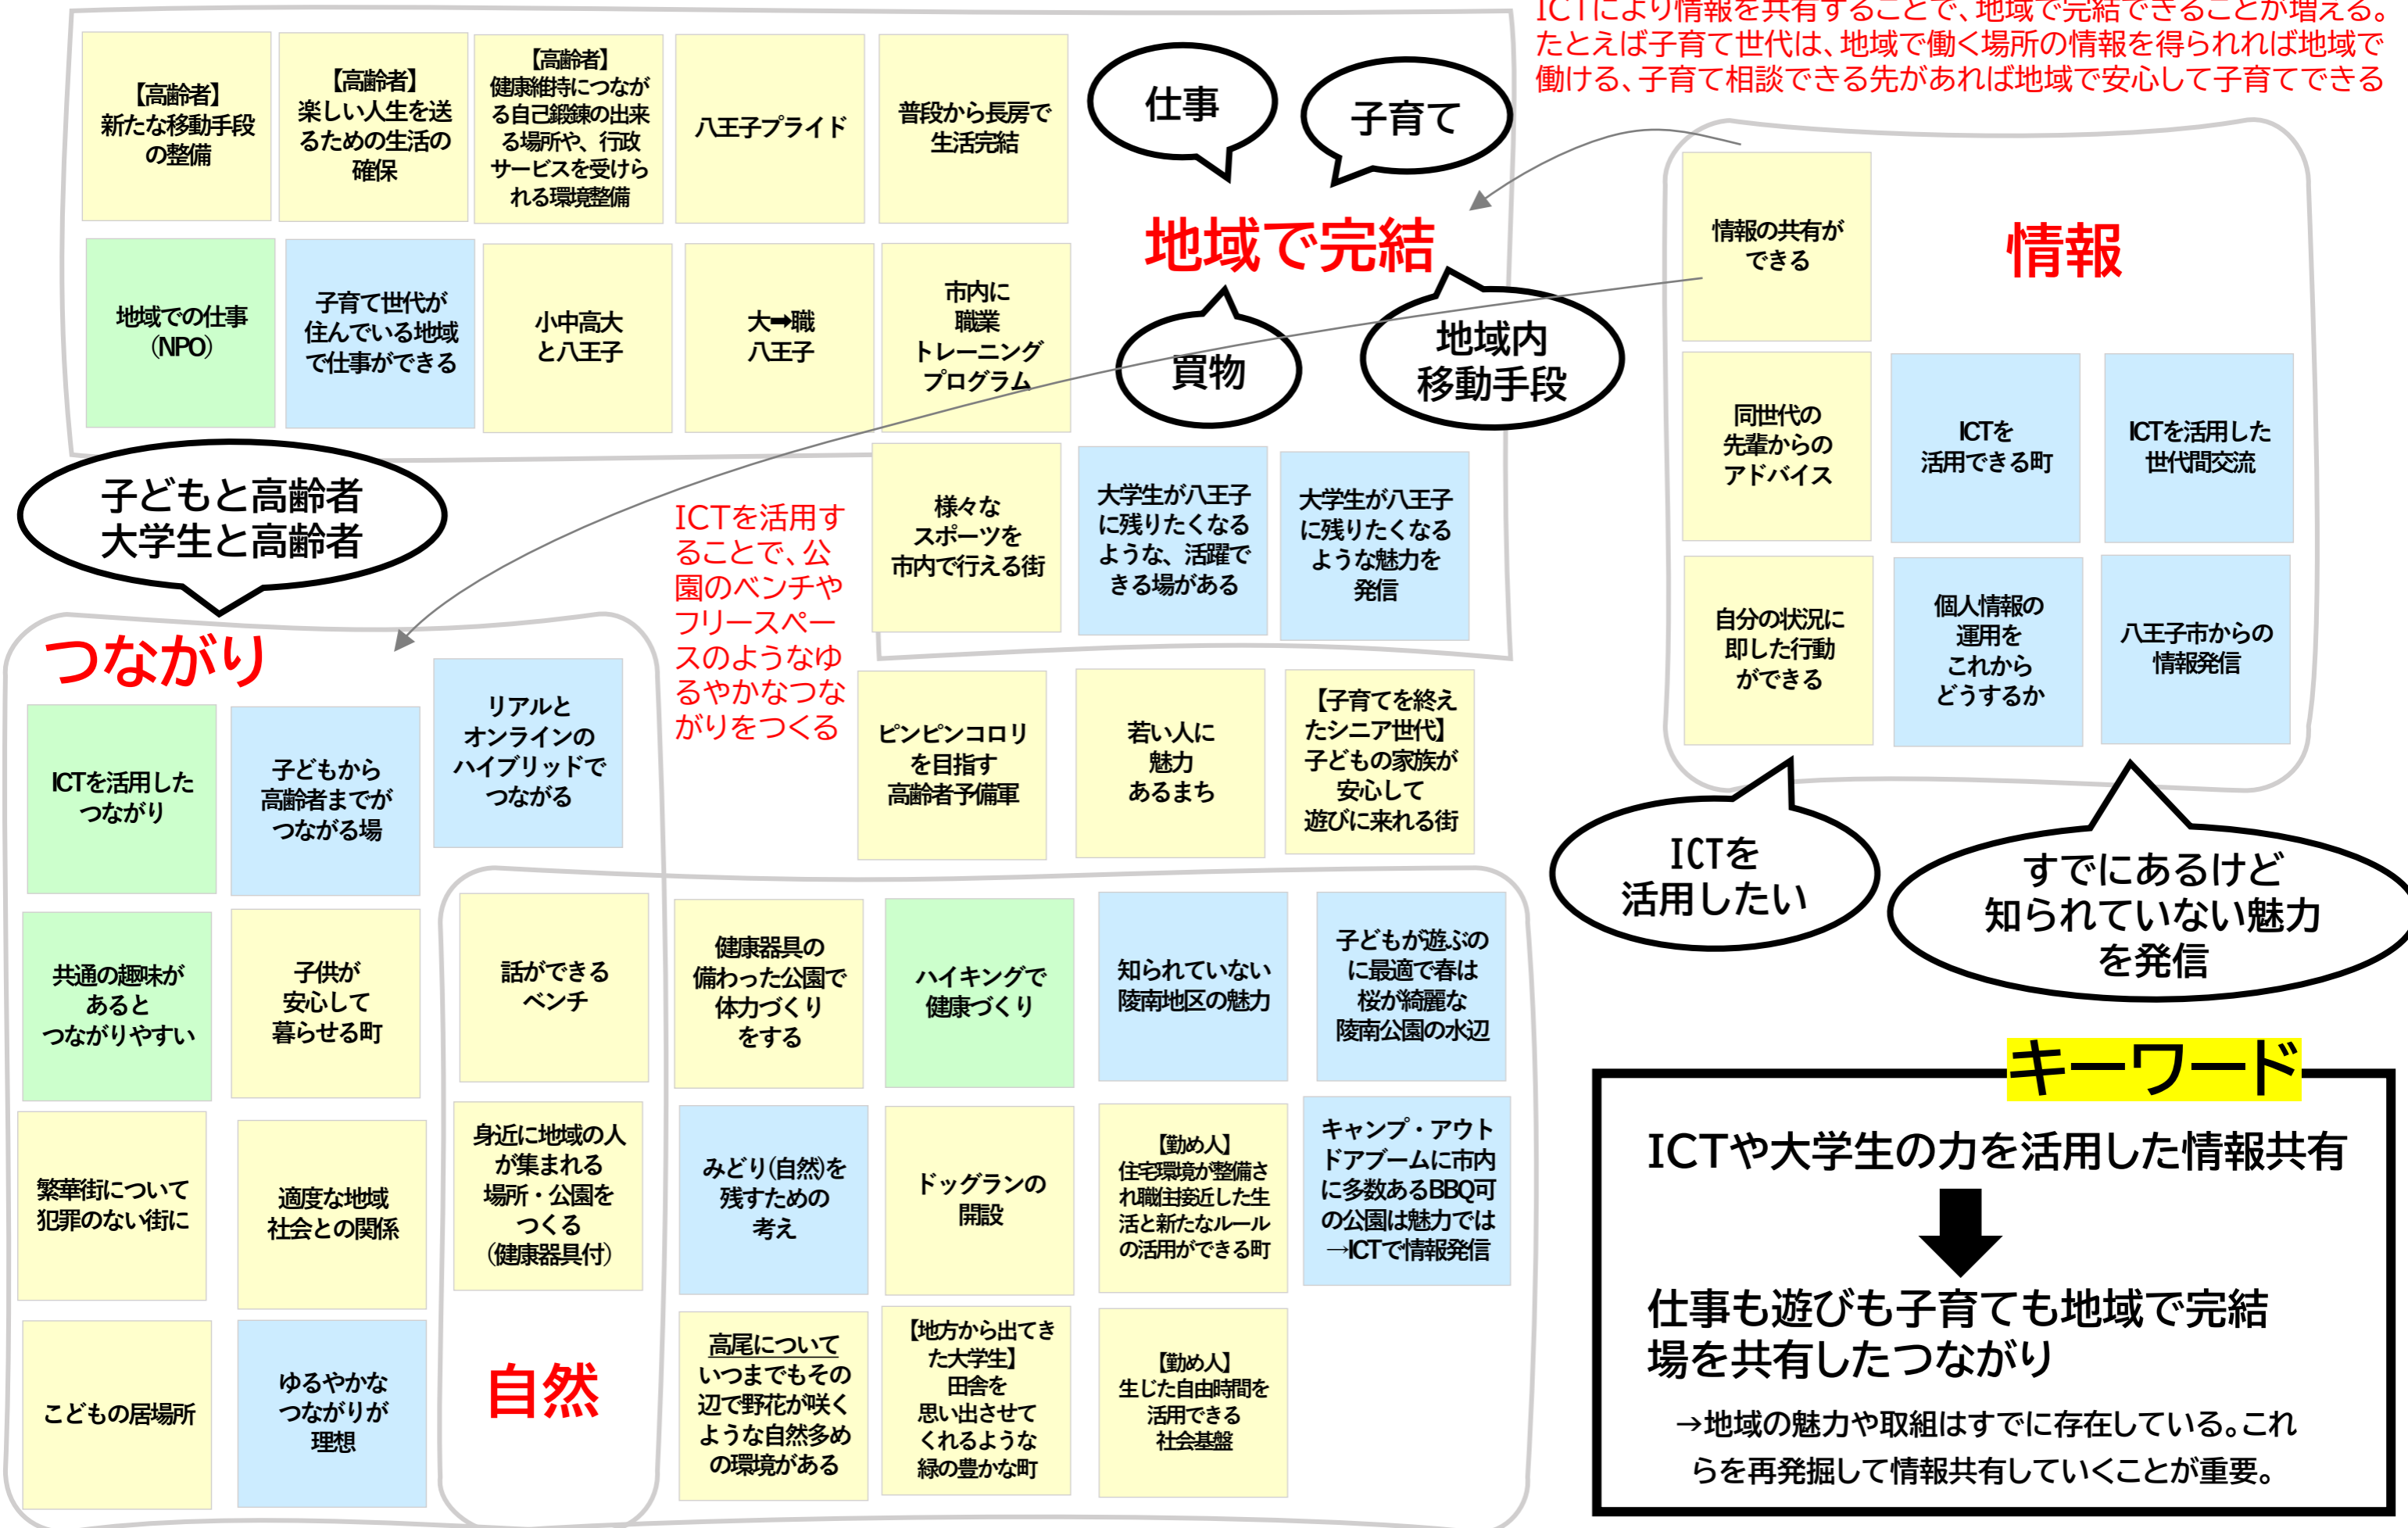 ICTにより情報を共有することで、地域で完結できることが増える。
たとえば子育て世代は、地域で働く場所の情報を得られれば地域で
働ける、子育て相談できる先があれば地域で安心して子育てできる
【高齢者】
新たな移動手段
の整備
【高齢者】
楽しい人生を送
るための生活の
確保
【高齢者】
健康維持につなが
る自己鍛錬の出来
る場所や、行政
サービスを受けら
れる環境整備
八王子プライド
普段から長房で
生活完結
仕事
子育て
地域で完結
買物
地域内
移動手段
地域での仕事
（NPO）
子育て世代が
住んでいる地域
で仕事ができる
小中高大
と八王子
大➡職
八王子
市内に
職業
トレーニング
プログラム
様々な
スポーツを
市内で行える街
大学生が八王子
に残りたくなる
ような、活躍で
きる場がある
大学生が八王子
に残りたくなる
ような魅力を
発信
情報の共有が
できる
情報
同世代の
先輩からの
アドバイス
ICTを
活用できる町
ICTを活用した
世代間交流
自分の状況に
即した行動
ができる
個人情報の
運用を
これから
どうするか
八王子市からの
情報発信
ICTを
活用したい
すでにあるけど
知られていない魅力
を発信
子どもと高齢者
大学生と高齢者
ICTを活用す
ることで、公
園のベンチや
フリースペー
スのようなゆ
るやかなつな
がりをつくる
つながり
リアルと
オンラインの
ハイブリッドで
つながる
ICTを活用した
つながり
子どもから
高齢者までが
つながる場
共通の趣味が
あると
つながりやすい
子供が
安心して
暮らせる町
繁華街について
犯罪のない街に
適度な地域
社会との関係
こどもの居場所
ゆるやかな
つながりが
理想
ピンピンコロリ
を目指す
高齢者予備軍
若い人に
魅力
あるまち
【子育てを終え
たシニア世代】
子どもの家族が
安心して
遊びに来れる街
話ができる
ベンチ
身近に地域の人
が集まれる
場所・公園を
つくる
（健康器具付）
自然
健康器具の
備わった公園で
体力づくり
をする
ハイキングで
健康づくり
知られていない
陵南地区の魅力
子どもが遊ぶの
に最適で春は
桜が綺麗な
陵南公園の水辺
みどり(自然)を
残すための
考え
ドッグランの
開設
【勤め人】
住宅環境が整備さ
れ職住接近した生
活と新たなルール
の活用ができる町
キャンプ・アウト
ドアブームに市内
に多数あるBBQ可
の公園は魅力では
→ICTで情報発信
高尾について
いつまでもその
辺で野花が咲く
ような自然多め
の環境がある
【地方から出てき
た大学生】
田舎を
思い出させて
くれるような
緑の豊かな町
【勤め人】
生じた自由時間を
活用できる
社会基盤
キーワード
ICTや大学生の力を活用した情報共有
仕事も遊びも子育ても地域で完結
場を共有したつながり
→地域の魅力や取組はすでに存在している。これ
らを再発掘して情報共有していくことが重要。